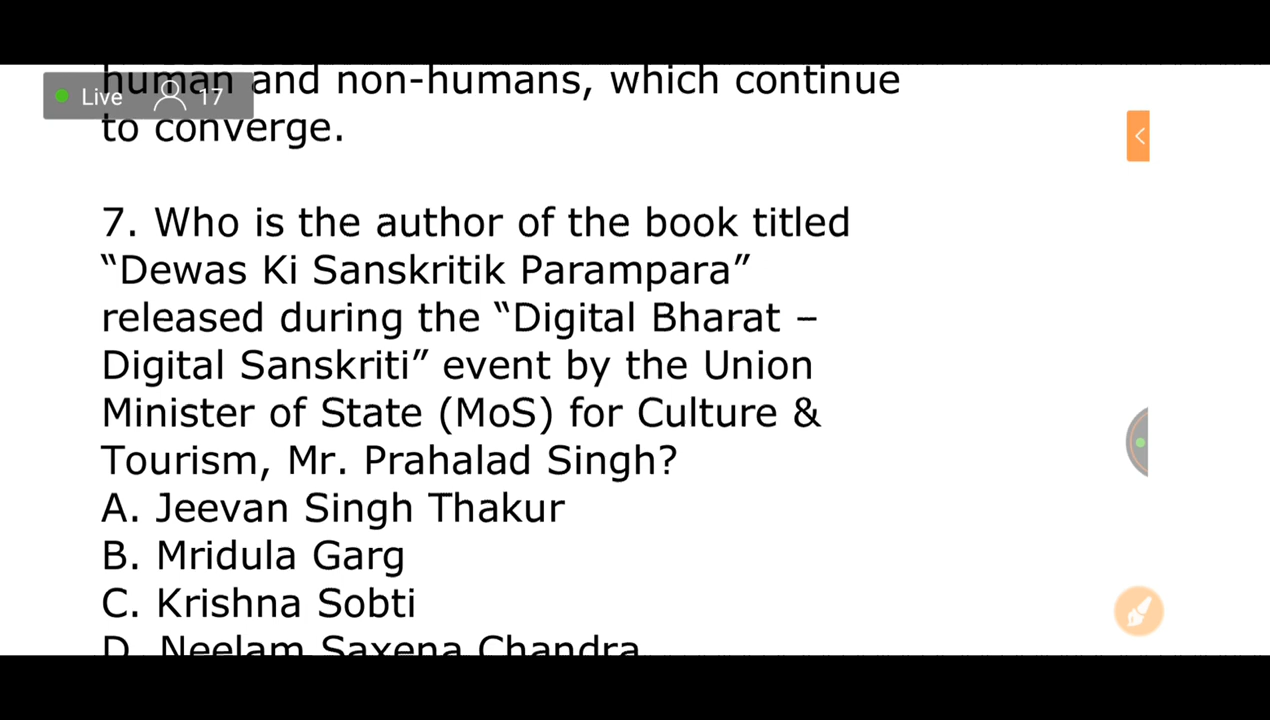 human and non-humans, which continue
Live 17
to converge.
7. Who is the author of the book titled
“Dewas Ki Sanskritik Parampara”
released during the “Digital Bharat –
Digital Sanskriti” event by the Union
Minister of State (MoS) for Culture &
Tourism, Mr. Prahalad Singh?
A. Jeevan Singh Thakur
B. Mridula Garg
C. Krishna Sobti
D. Neelam Saxena Chandra